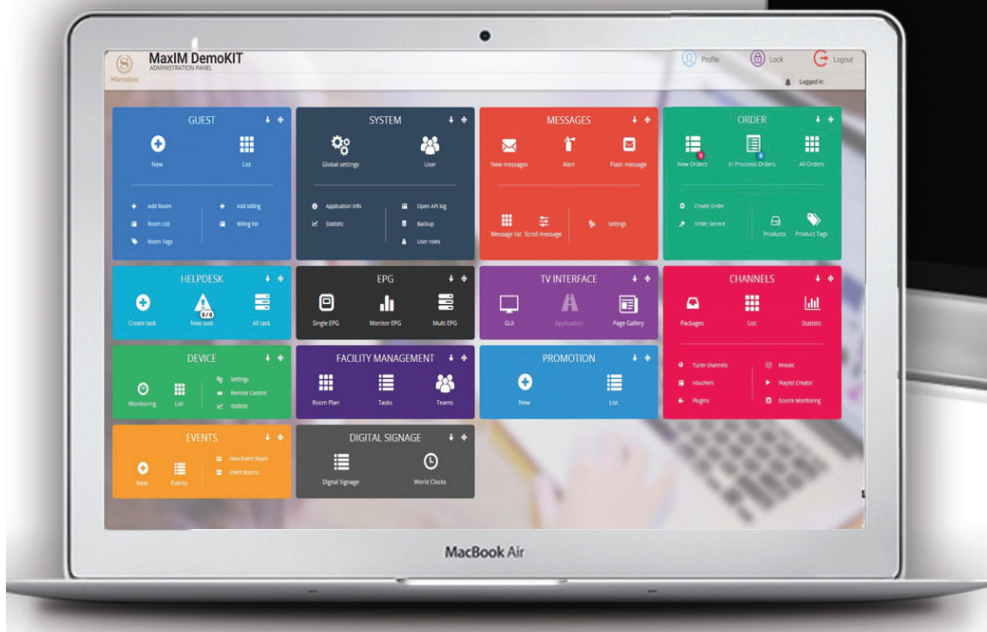 MaxIM DemoKIT
ADMINISTRATION PANEL
Sheraton
Profile
Lock
Logout
Logged in:
GUEST
New
List
Add Room
Add billing
Room List
Billing list
Room Tags
SYSTEM
Global settings
User
Application info
Open API log
Statistic
Backup
User roles
MESSAGES
New messages
Alert
Flash message
Message list
Scroll message
Settings
ORDER
New Orders
In Proccess Orders
All Orders
Create Order
Order Service
Products
Product Tags
HELPDESK
Create task
0/0
New task
All task
EPG
Single EPG
Monitor EPG
Multi EPG
TV INTERFACE
GUI
Application
Page Gallery
CHANNELS
Packages
List
Statistic
Tuner channels
Mosaic
Vouchers
Playlist Creator
Plugins
Source Monitoring
DEVICE
Monitoring
List
Settings
Remote Control
Statistic
FACILITY MANAGEMENT
Room Plan
Tasks
Teams
PROMOTION
New
List
EVENTS
New
Events
New Event Room
Event Rooms
DIGITAL SIGNAGE
Digital Signage
World Clocks
MacBook Air